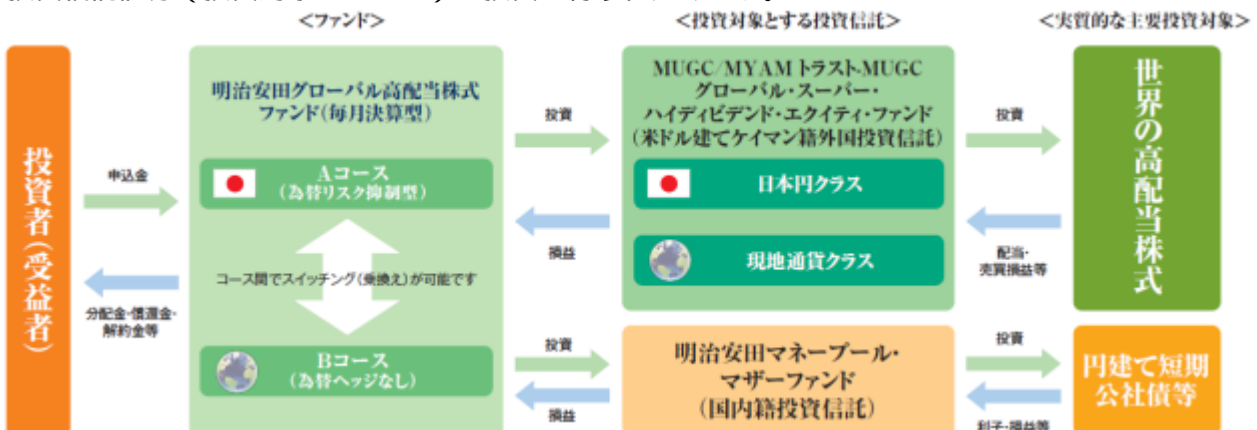 <ファンド>
<投資対象とする投資信託>
<実質的な主要投資対象>
投資者(受益者)
申込金
分配金・償還金・
解約金等
明治安田グローバル高配当株式
ファンド(毎月決算型)
Aコース
(為替リスク抑制型)
コース間でスイッチング(乗換え)が可能です
Bコース
(為替ヘッジなし)
投資
損益
投資
損益
MUGC/MYAM トラスト-MUGC
グローバル・スーパー・
ハイディビデンド・エクイティ・ファンド
(米ドル建てケイマン籍外国投資信託)
日本円クラス
現地通貨クラス
明治安田マネープール・
マザーファンド
(国内籍投資信託)
投資
配当・
売買損益等
投資
利子・損益等
世界の高配当株式
円建て短期
公社債等